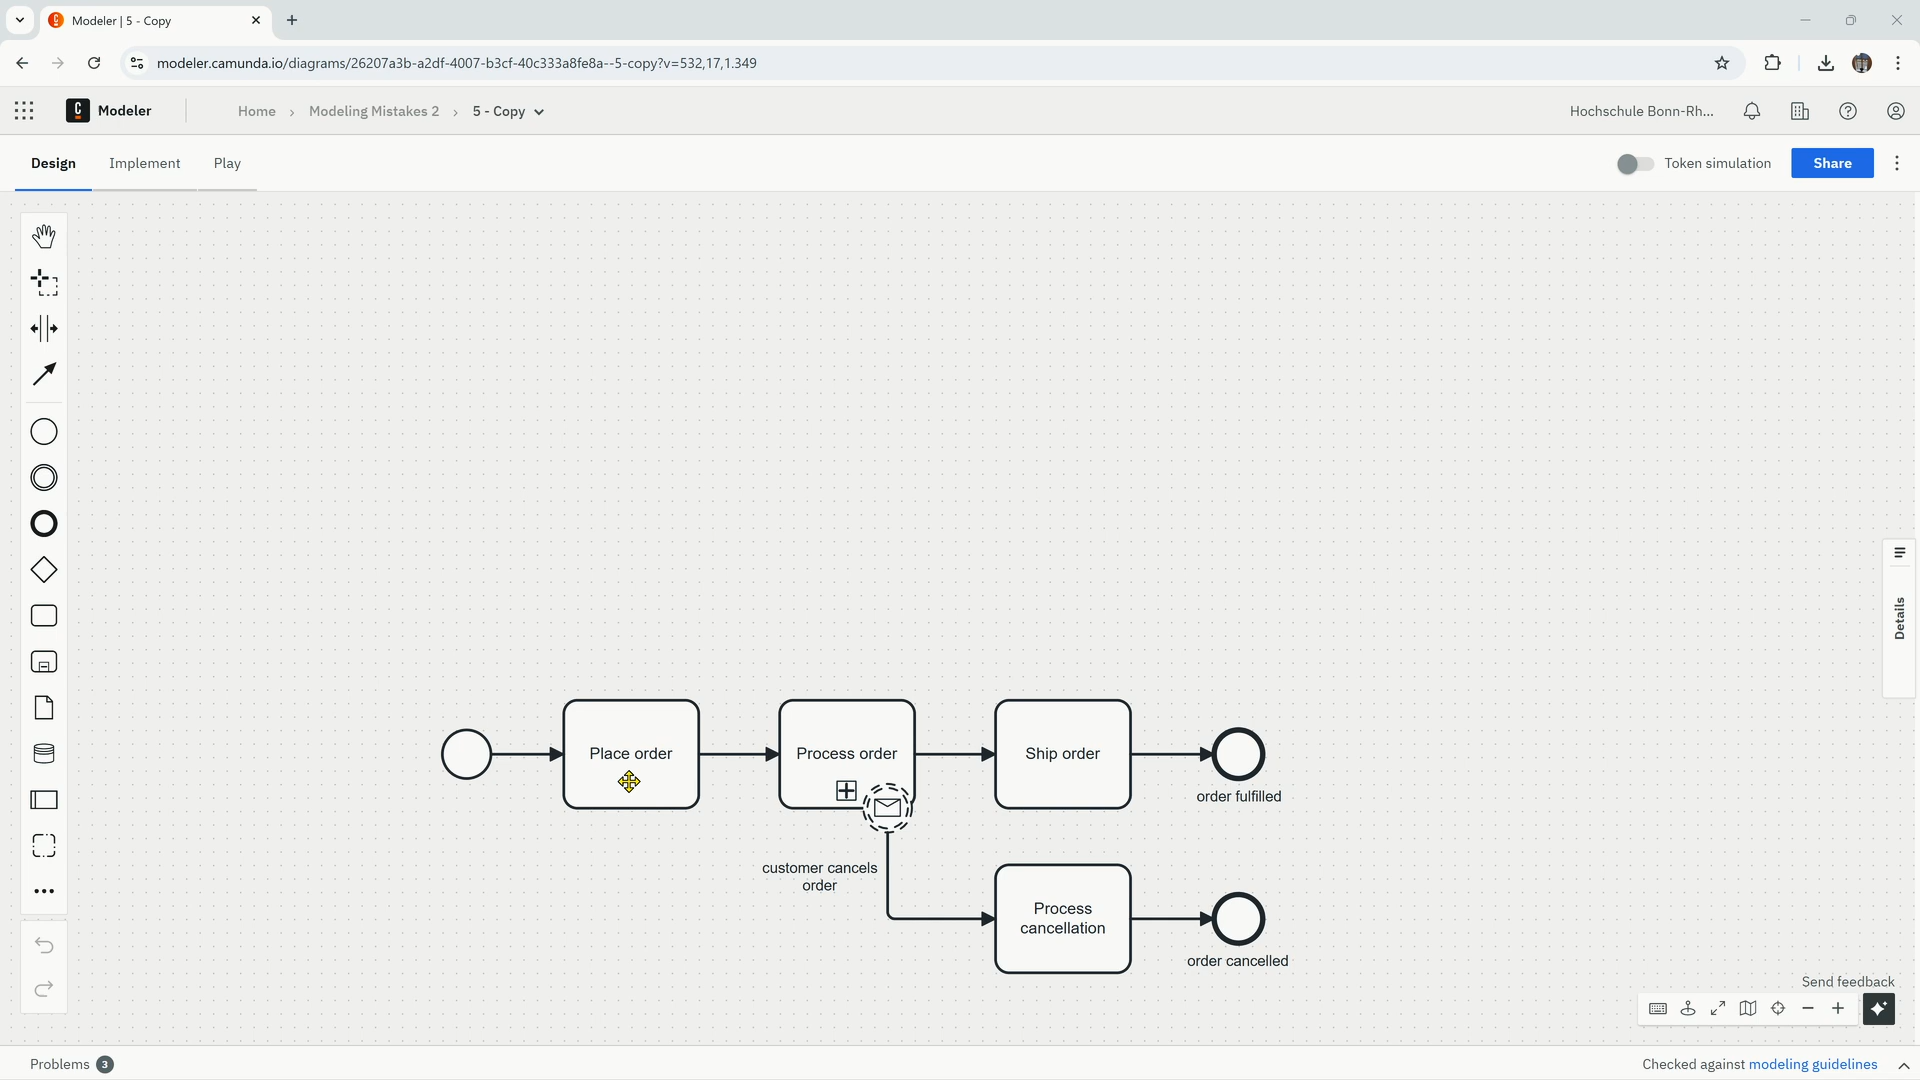 Modeler | 5 - Copy
modeler.camunda.io/diagrams/26207a3b-a2df-4007-b3cf-40c333a8fe8a--5-copy?v=532,17,1.349
Modeler
Home > Modeling Mistakes 2 > 5 - Copy
Hochschule Bonn-Rh...
Design
Implement
Play
Token simulation
Share
Details
Place order
Process order
Ship order
order fulfilled
customer cancels
order
Process
cancellation
order cancelled
Send feedback
Problems 3
Checked against modeling guidelines